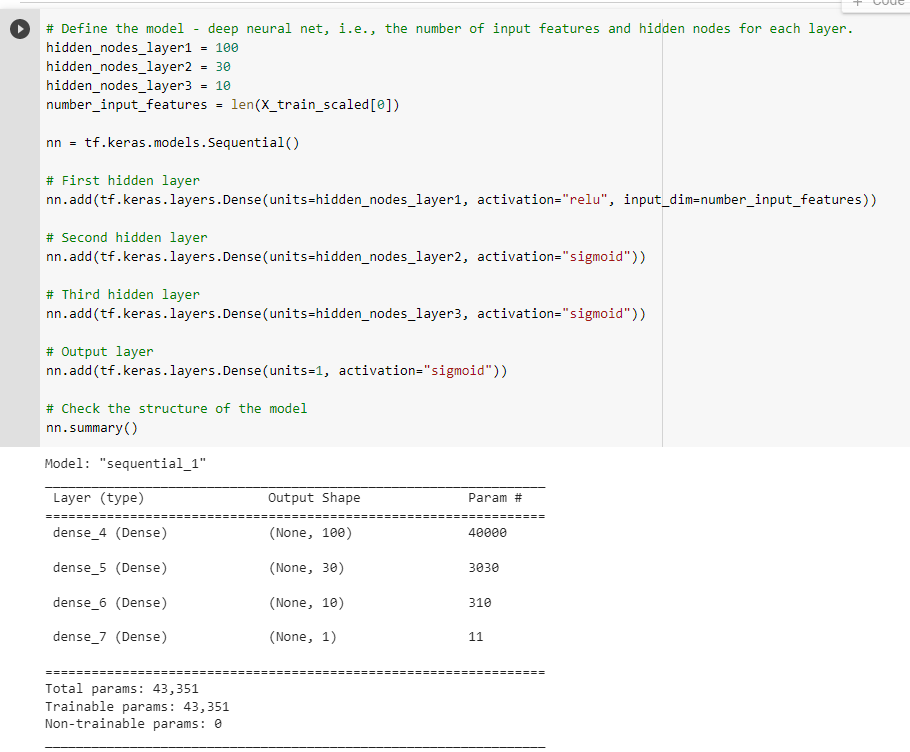 + Code
# Define the model - deep neural net, i.e., the number of input features and hidden nodes for each layer.
hidden_nodes_layer1 = 100
hidden_nodes_layer2 = 30
hidden_nodes_layer3 = 10
number_input_features = len(X_train_scaled[0])
nn = tf.keras.models.Sequential()
# First hidden layer
nn.add(tf.keras.layers.Dense(units=hidden_nodes_layer1, activation="relu", input_dim=number_input_features))
# Second hidden layer
nn.add(tf.keras.layers.Dense(units=hidden_nodes_layer2, activation="sigmoid"))
# Third hidden layer
nn.add(tf.keras.layers.Dense(units=hidden_nodes_layer3, activation="sigmoid"))
# Output layer
nn.add(tf.keras.layers.Dense(units=1, activation="sigmoid"))
# Check the structure of the model
nn.summary()
Model: "sequential_1"
_________________________________________________________________
Layer (type) Output Shape Param #
=================================================================
dense_4 (Dense) (None, 100) 40000
dense_5 (Dense) (None, 30) 3030
dense_6 (Dense) (None, 10) 310
dense_7 (Dense) (None, 1) 11
=================================================================
Total params: 43,351
Trainable params: 43,351
Non-trainable params: 0
_________________________________________________________________